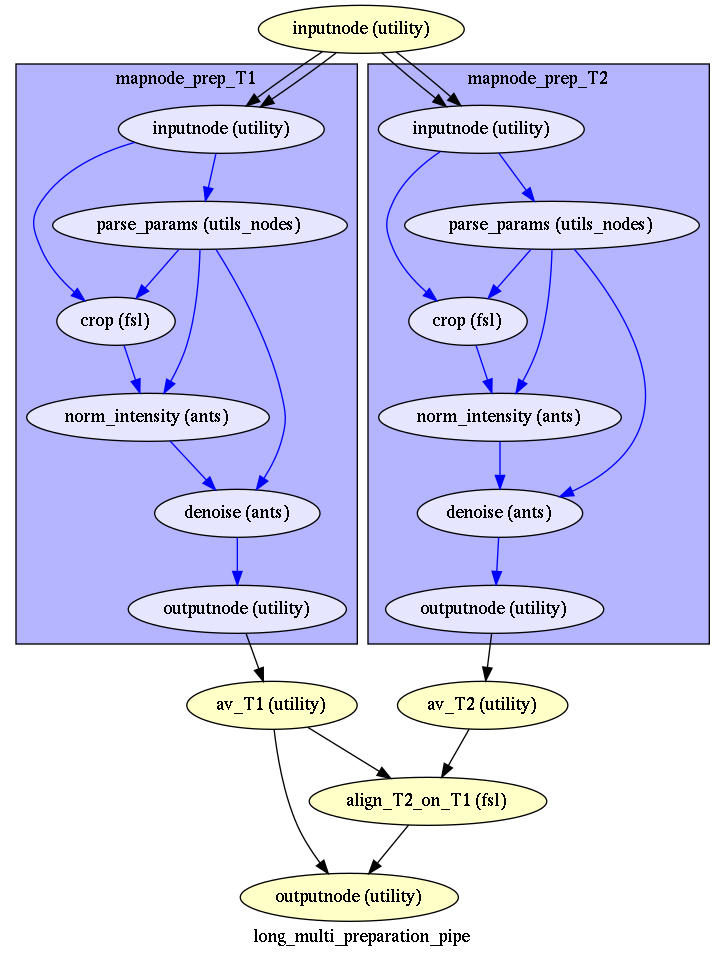 inputnode (utility)
mapnode_prep_T1
inputnode (utility)
parse_params (utils_nodes)
crop (fsl)
norm_intensity (ants)
denoise (ants)
outputnode (utility)
mapnode_prep_T2
inputnode (utility)
parse_params (utils_nodes)
crop (fsl)
norm_intensity (ants)
denoise (ants)
outputnode (utility)
av_T1 (utility)
av_T2 (utility)
align_T2_on_T1 (fsl)
outputnode (utility)
long_multi_preparation_pipe